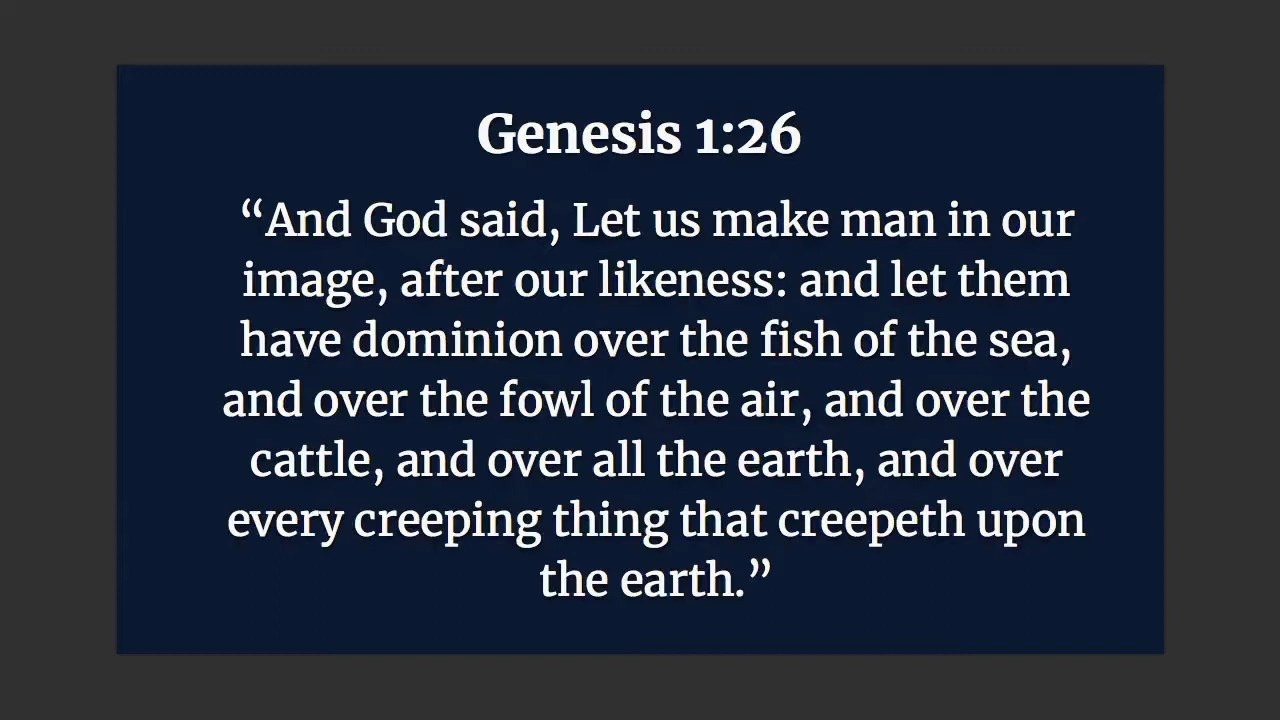 Genesis 1:26
“And God said, Let us make man in our
image, after our likeness: and let them
have dominion over the fish of the sea,
and over the fowl of the air, and over the
cattle, and over all the earth, and over
every creeping thing that creepeth upon
the earth.”